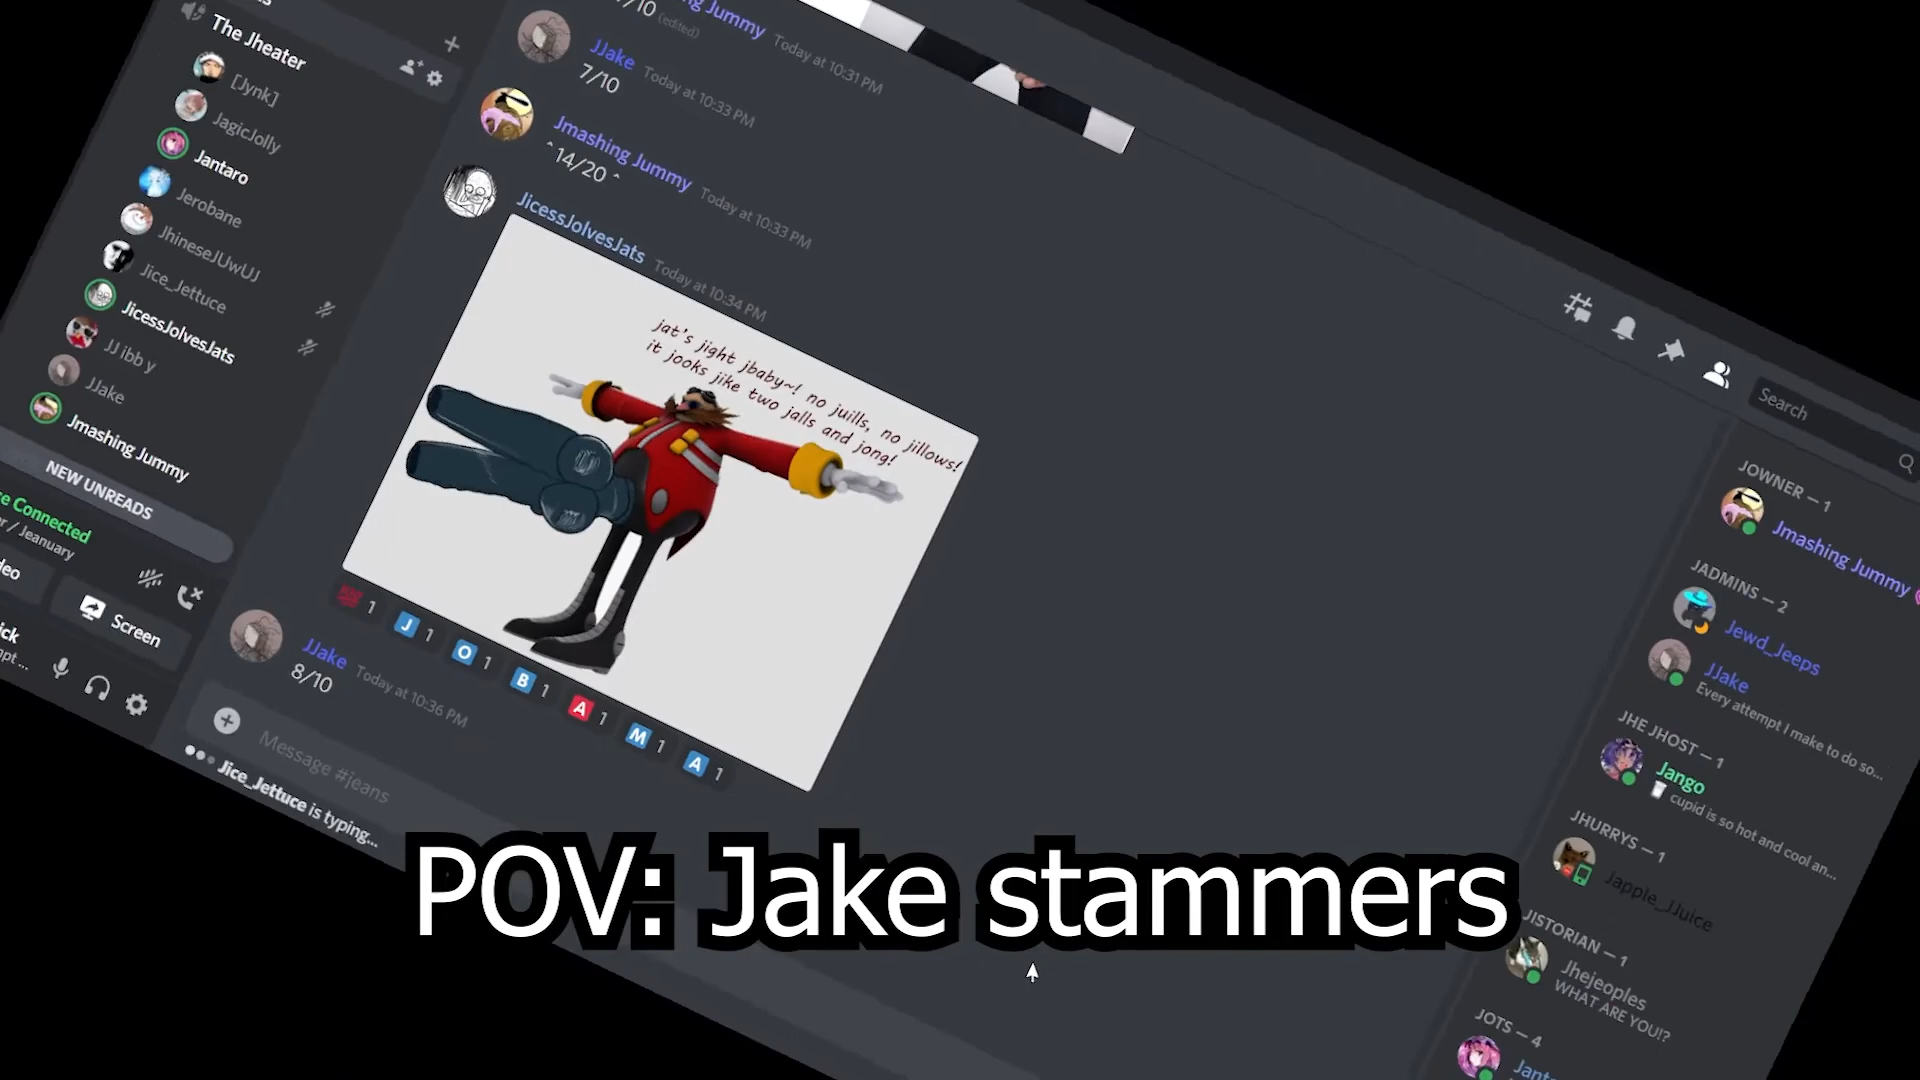 The Jheater
[Jynk]
JagicJolly
Jantaro
Jerobane
JhineseJUwUJ
Jice_Jettuce
JicessJolvesJats
JJ ibb y
JJake
Jmashing Jummy
NEW UNREADS
Connected
/ Jeanuary
Screen
/10 (edited)
Jummy Today at 10:31 PM
JJake Today at 10:33 PM
7/10
Jmashing Jummy Today at 10:33 PM
^14/20 ^
JicessJolvesJats Today at 10:34 PM
jat's jight jbaby~! no juills, no jillows!
it jooks jike two jalls and jong!
1 J 1 O 1 B 1 A 1 M 1 A 1
JJake Today at 10:36 PM
8/10
Message #jeans
Jice_Jettuce is typing...
Search
JOWNER — 1
Jmashing Jummy
JADMINS — 2
Jewd_Jeeps
JJake
Every attempt I make to do so...
JHE JHOST — 1
Jango
cupid is so hot and cool an...
JHURRYS — 1
Japple_JJuice
JISTORIAN — 1
Jhejeoples
WHAT ARE YOU!?
JOTS — 4
POV: Jake stammers